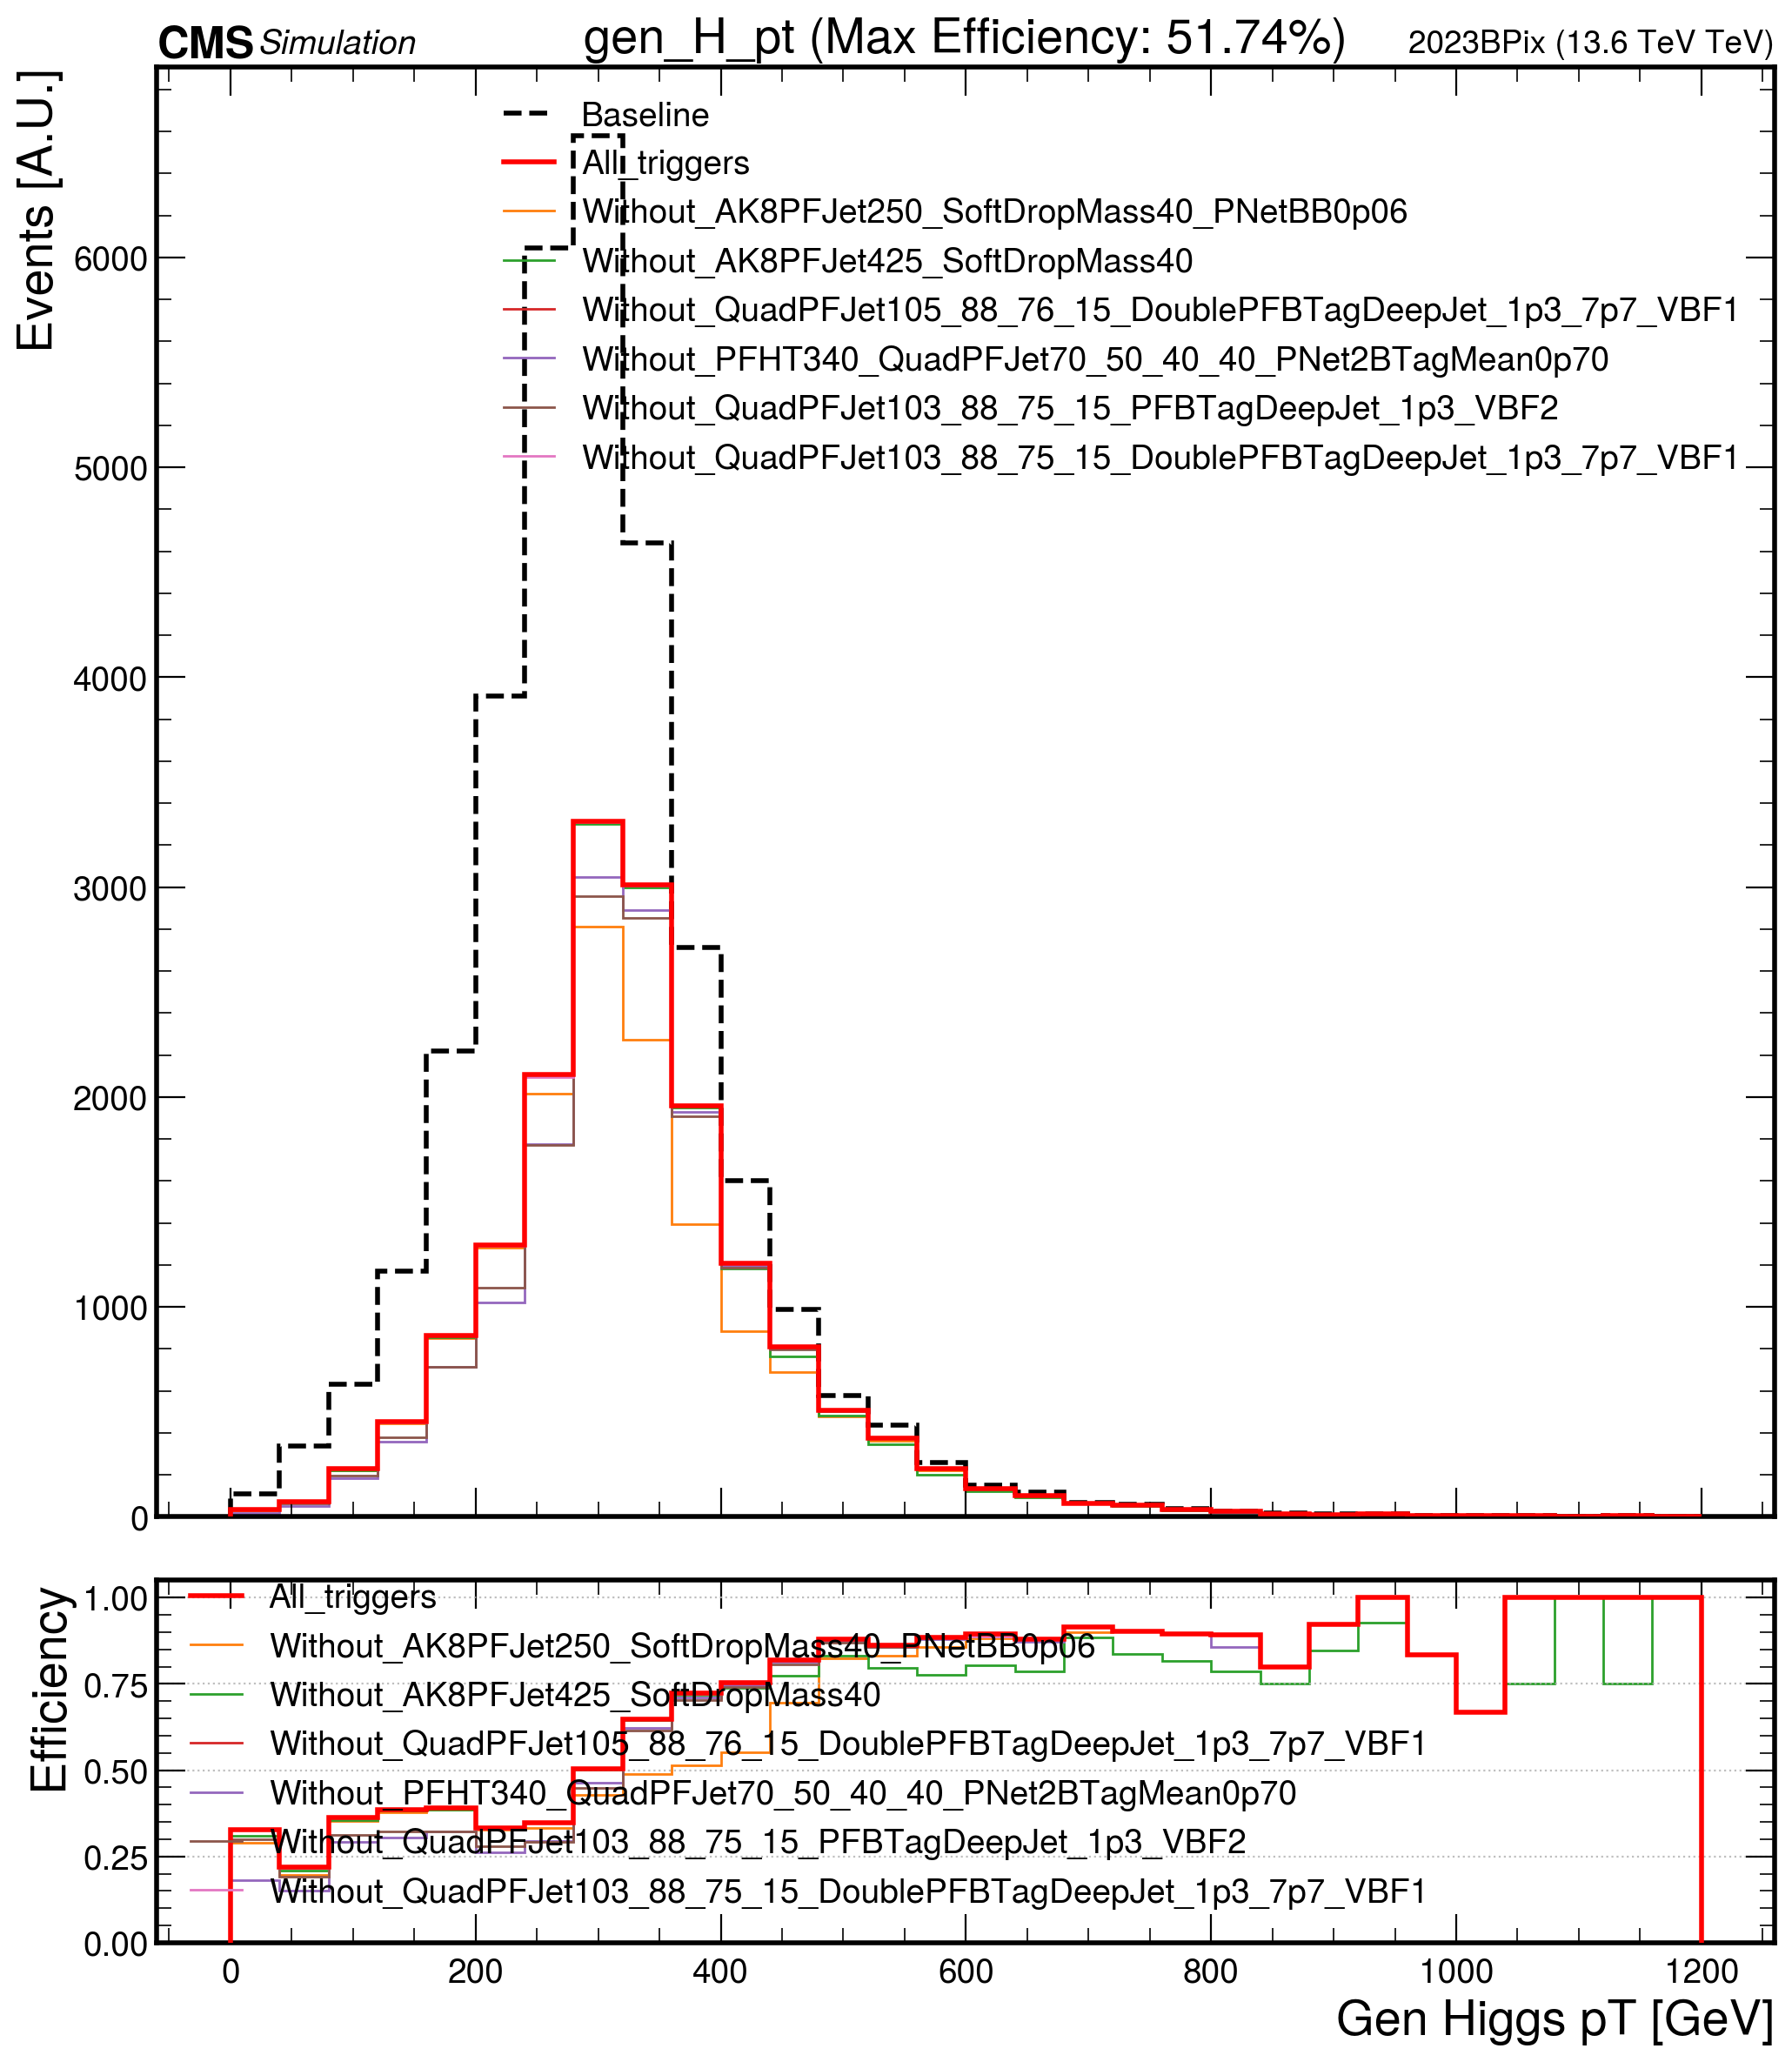 CMS Simulation gen_H_pt (Max Efficiency: 51.74%) 2023BPix (13.6 TeV TeV)
Events [A.U.]
Baseline
All_triggers
Without_AK8PFJet250_SoftDropMass40_PNetBB0p06
Without_AK8PFJet425_SoftDropMass40
Without_QuadPFJet105_88_76_15_DoublePFBTagDeepJet_1p3_7p7_VBF1
Without_PFHT340_QuadPFJet70_50_40_40_PNet2BTagMean0p70
Without_QuadPFJet103_88_75_15_PFBTagDeepJet_1p3_VBF2
Without_QuadPFJet103_88_75_15_DoublePFBTagDeepJet_1p3_7p7_VBF1
6000
5000
4000
3000
2000
1000
0
Efficiency
1.00
0.75
0.50
0.25
0.00
All_triggers
Without_AK8PFJet250_SoftDropMass40_PNetBB0p06
Without_AK8PFJet425_SoftDropMass40
Without_QuadPFJet105_88_76_15_DoublePFBTagDeepJet_1p3_7p7_VBF1
Without_PFHT340_QuadPFJet70_50_40_40_PNet2BTagMean0p70
Without_QuadPFJet103_88_75_15_PFBTagDeepJet_1p3_VBF2
Without_QuadPFJet103_88_75_15_DoublePFBTagDeepJet_1p3_7p7_VBF1
0 200 400 600 800 1000 1200
Gen Higgs pT [GeV]